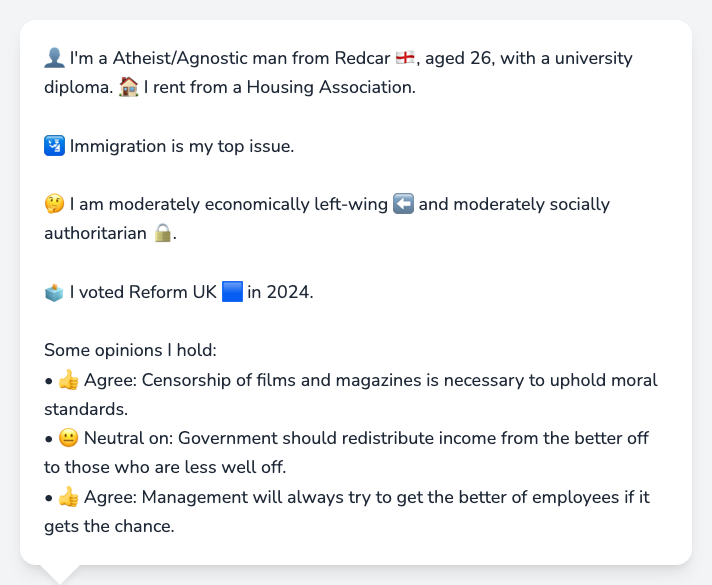 👤 I'm a Atheist/Agnostic man from Redcar 🏴󠁧󠁢󠁥󠁮󠁧󠁿, aged 26, with a university
diploma. 🏠 I rent from a Housing Association.
🛂 Immigration is my top issue.
🤔 I am moderately economically left-wing ⬅️ and moderately socially
authoritarian 🔒.
🗳️ I voted Reform UK 🟦 in 2024.
Some opinions I hold:
• 👍 Agree: Censorship of films and magazines is necessary to uphold moral
standards.
• 😐 Neutral on: Government should redistribute income from the better off
to those who are less well off.
• 👍 Agree: Management will always try to get the better of employees if it
gets the chance.